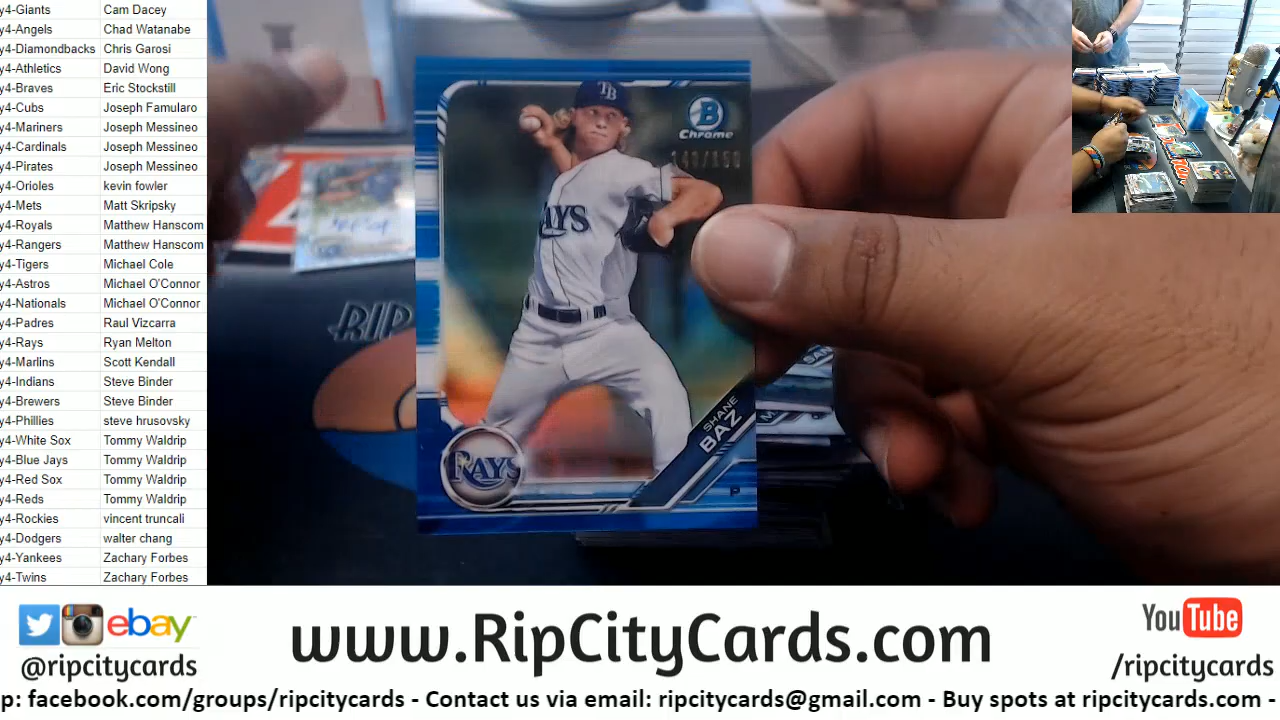 y4-Giants Cam Dacey
y4-Angels Chad Watanabe
y4-Diamondbacks Chris Garosi
y4-Athletics David Wong
y4-Braves Eric Stockstill
y4-Cubs Joseph Famularo
y4-Mariners Joseph Messineo
y4-Cardinals Joseph Messineo
y4-Pirates Joseph Messineo
y4-Orioles kevin fowler
y4-Mets Matt Skripsky
y4-Royals Matthew Hanscom
y4-Rangers Matthew Hanscom
y4-Tigers Michael Cole
y4-Astros Michael O'Connor
y4-Nationals Michael O'Connor
y4-Padres Raul Vizcarra
y4-Rays Ryan Melton
y4-Marlins Scott Kendall
y4-Indians Steve Binder
y4-Brewers Steve Binder
y4-Phillies steve hrusovsky
y4-White Sox Tommy Waldrip
y4-Blue Jays Tommy Waldrip
y4-Red Sox Tommy Waldrip
y4-Reds Tommy Waldrip
y4-Rockies vincent truncali
y4-Dodgers walter chang
y4-Yankees Zachary Forbes
y4-Twins Zachary Forbes
TB
B
Chrome
RAYS
SHANE
BAZ
RAYS
P
RIP
ebay
@ripcitycards
www.RipCityCards.com
YouTube
/ripcitycards
p: facebook.com/groups/ripcitycards - Contact us via email: ripcitycards@gmail.com - Buy spots at ripcitycards.com -